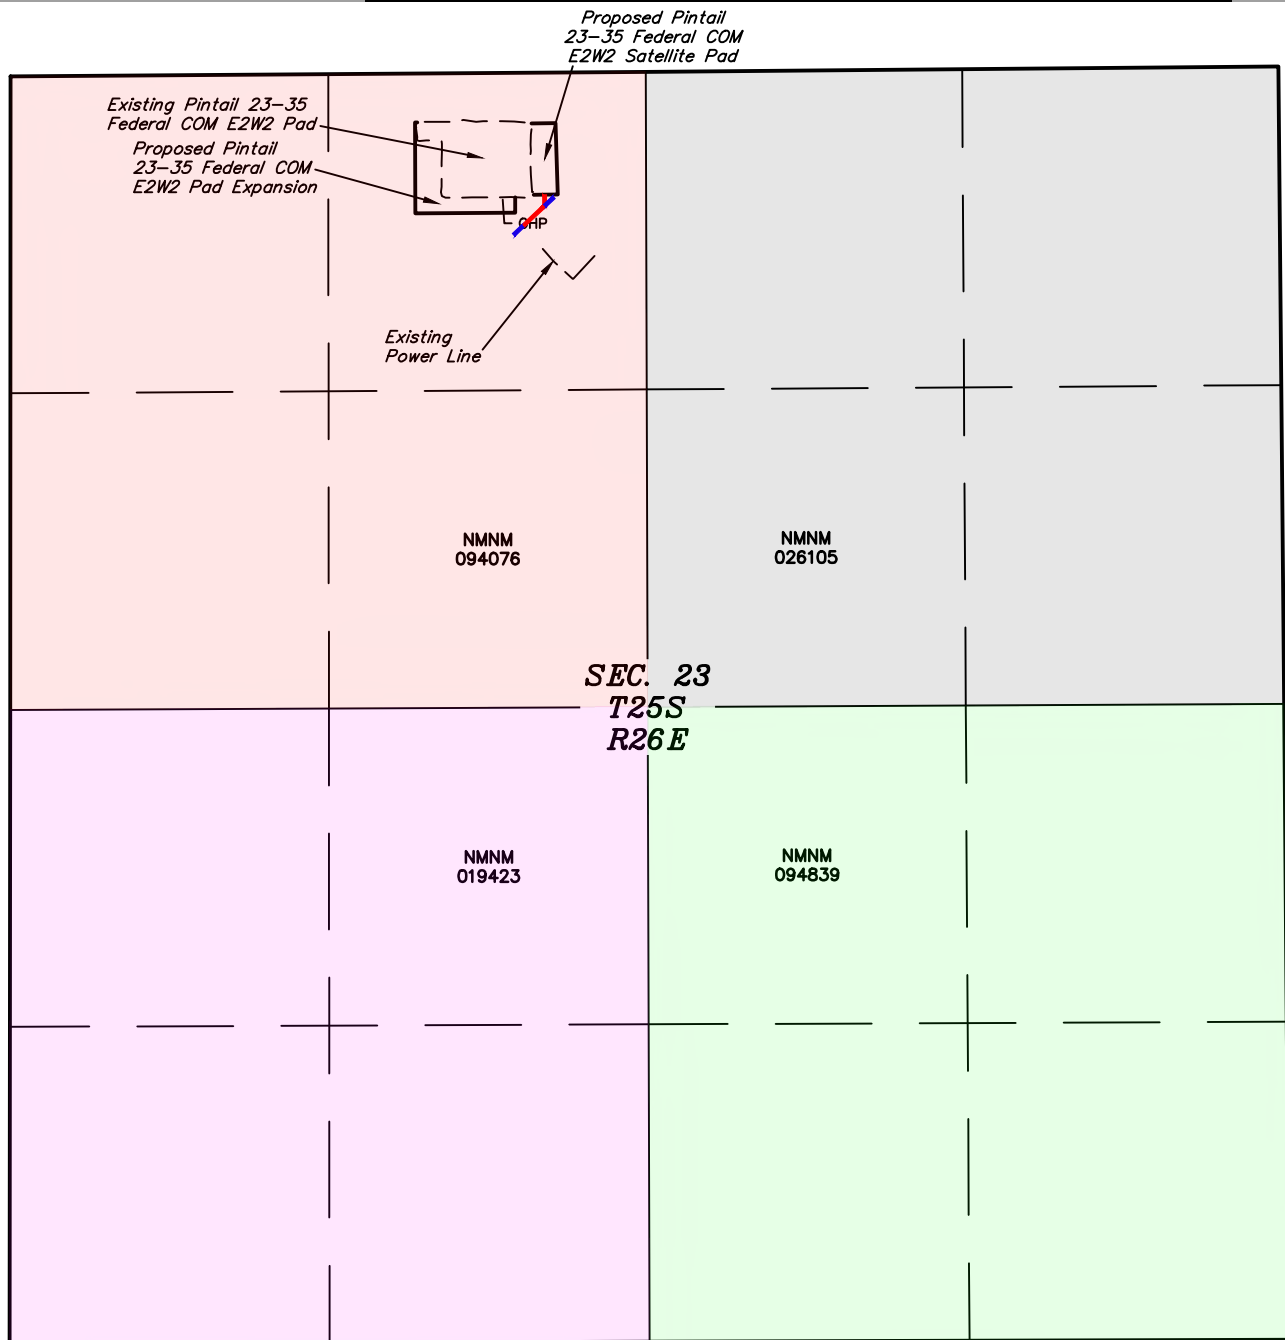 Proposed Pintail
23-35 Federal COM
E2W2 Satellite Pad
Existing Pintail 23-35
Federal COM E2W2 Pad
Proposed Pintail
23-35 Federal COM
E2W2 Pad Expansion
OHP
Existing
Power Line
NMNM
094076
NMNM
026105
SEC. 23
T25S
R26E
NMNM
019423
NMNM
094839